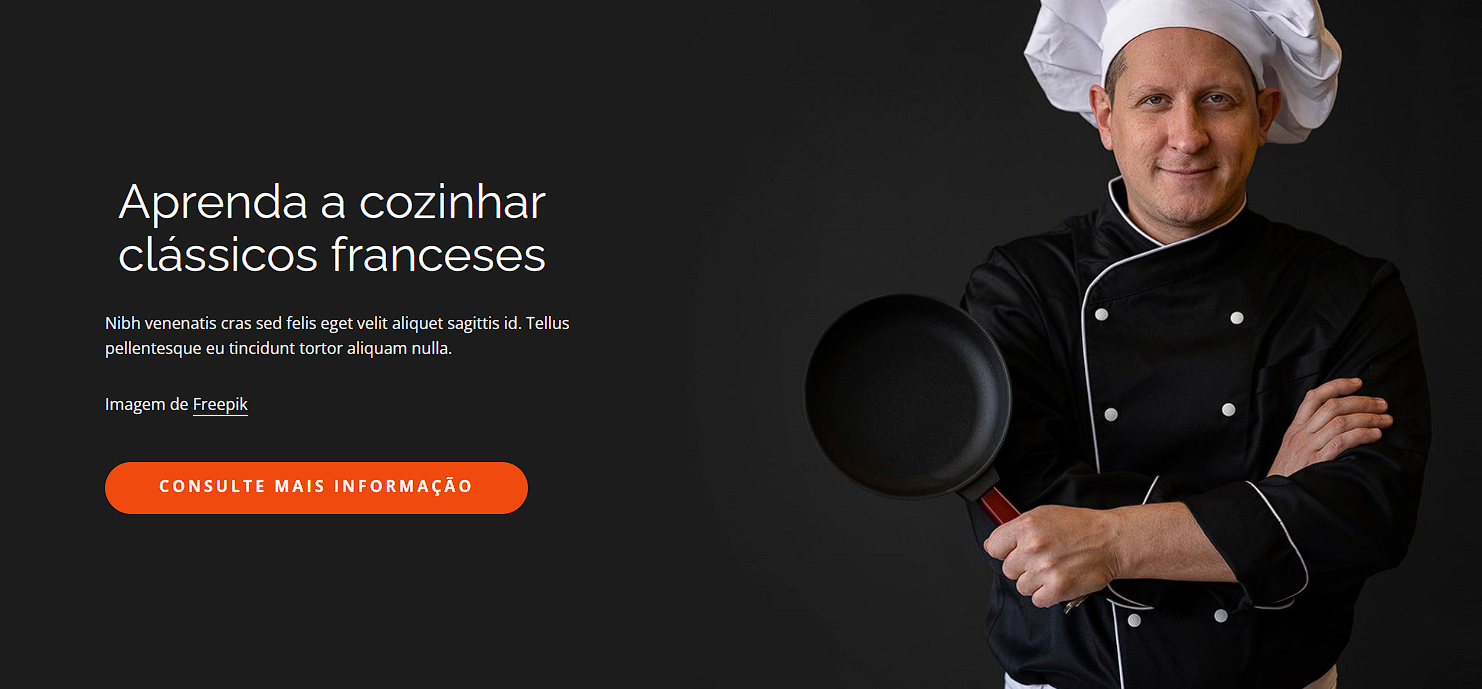 Aprenda a cozinhar
clássicos franceses
Nibh venenatis cras sed felis eget velit aliquet sagittis id. Tellus
pellentesque eu tincidunt tortor aliquam nulla.
Imagem de Freepik
CONSULTE MAIS INFORMAÇÃO